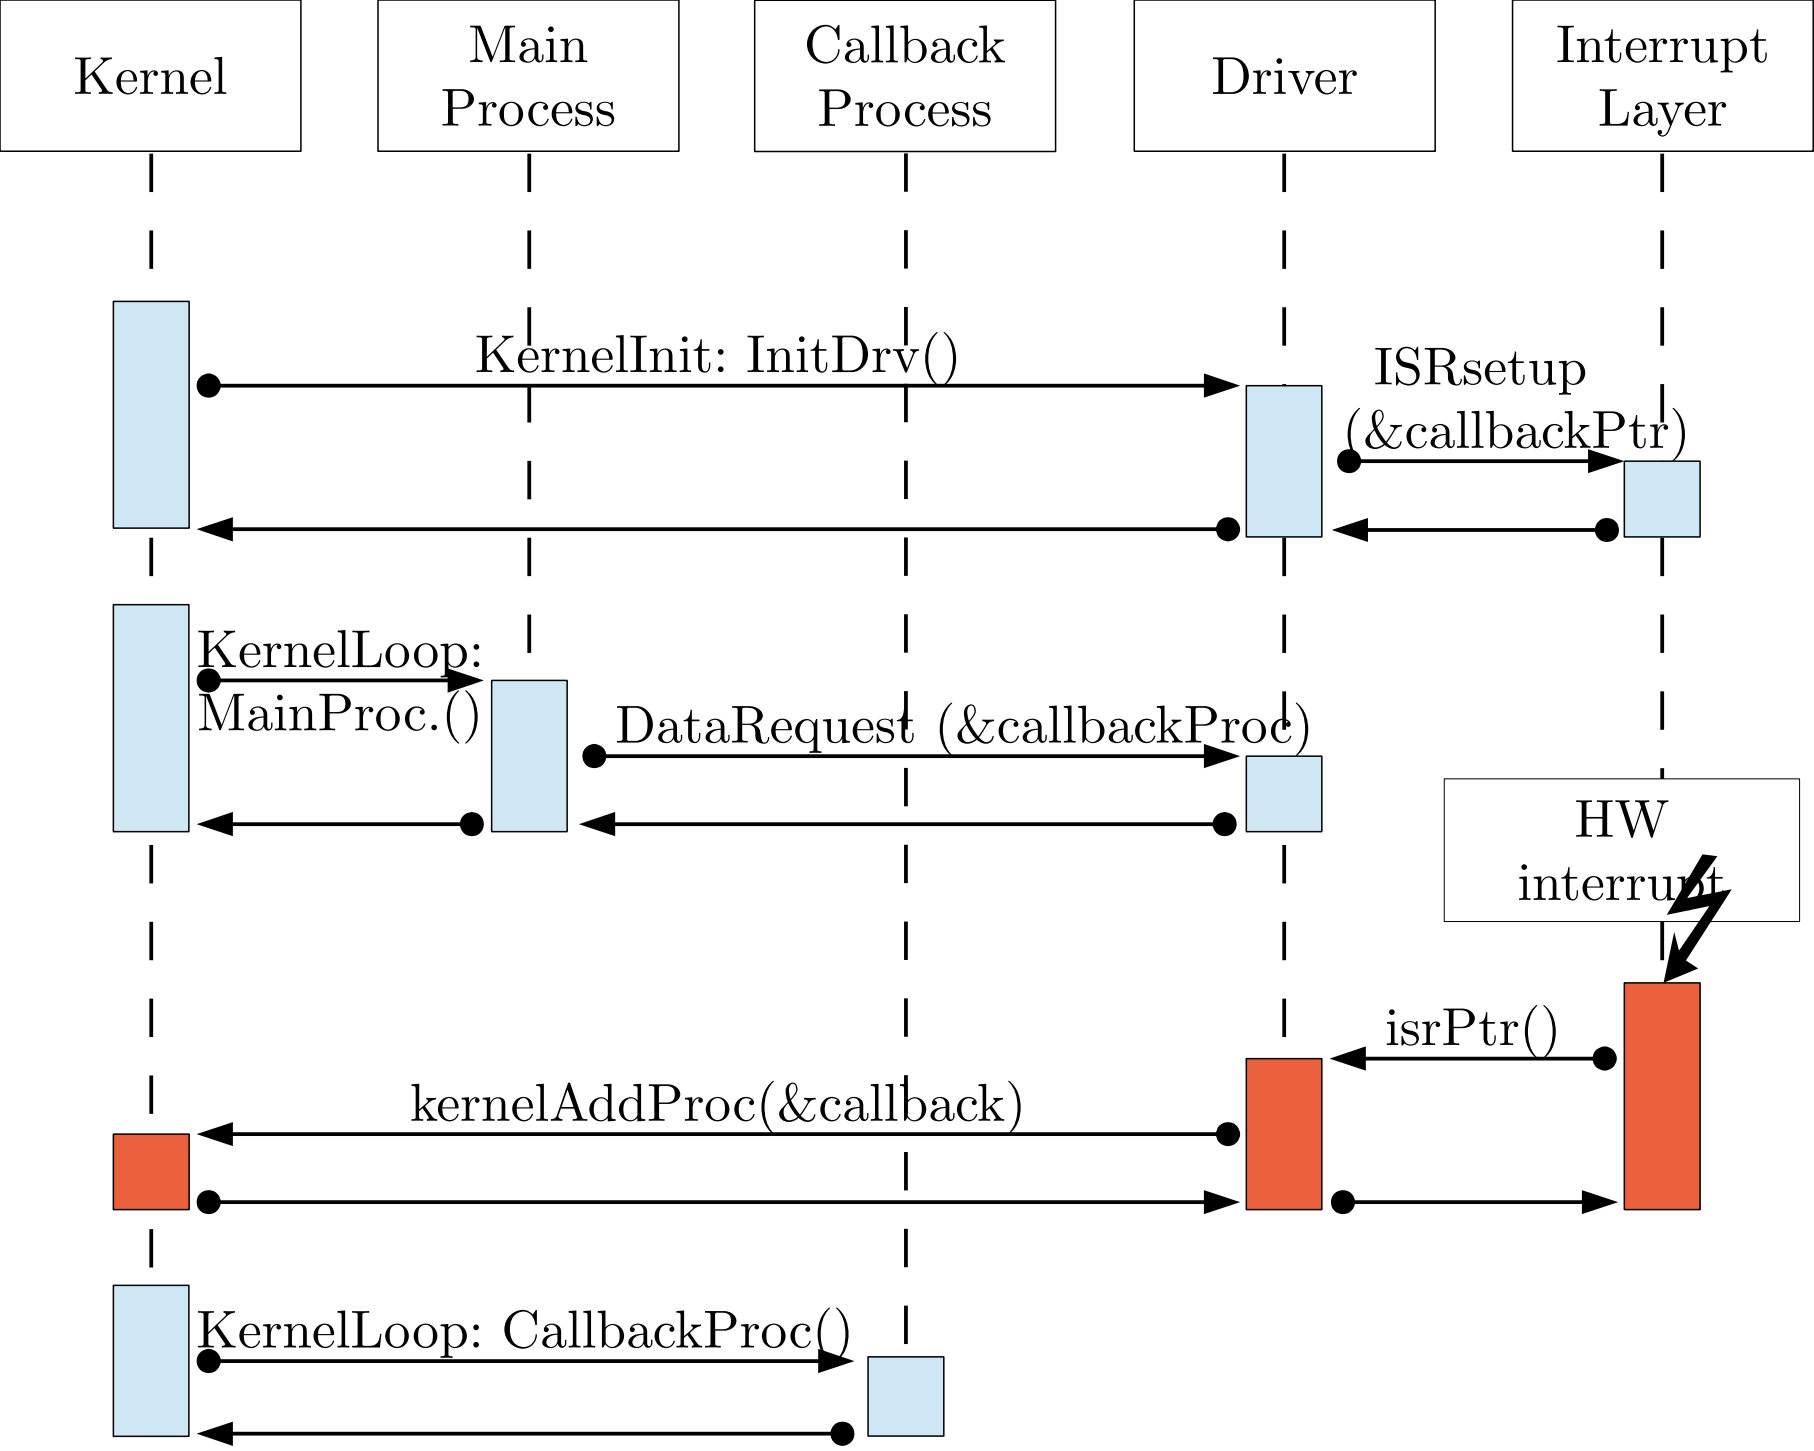 Kernel
Main
Process
Callback
Process
Driver
Interrupt
Layer
KernelInit: InitDrv()
ISRsetup
(&callbackPtr)
KernelLoop:
MainProc.()
DataRequest (&callbackProc)
HW
interrupt
isrPtr()
kernelAddProc(&callback)
KernelLoop: CallbackProc()